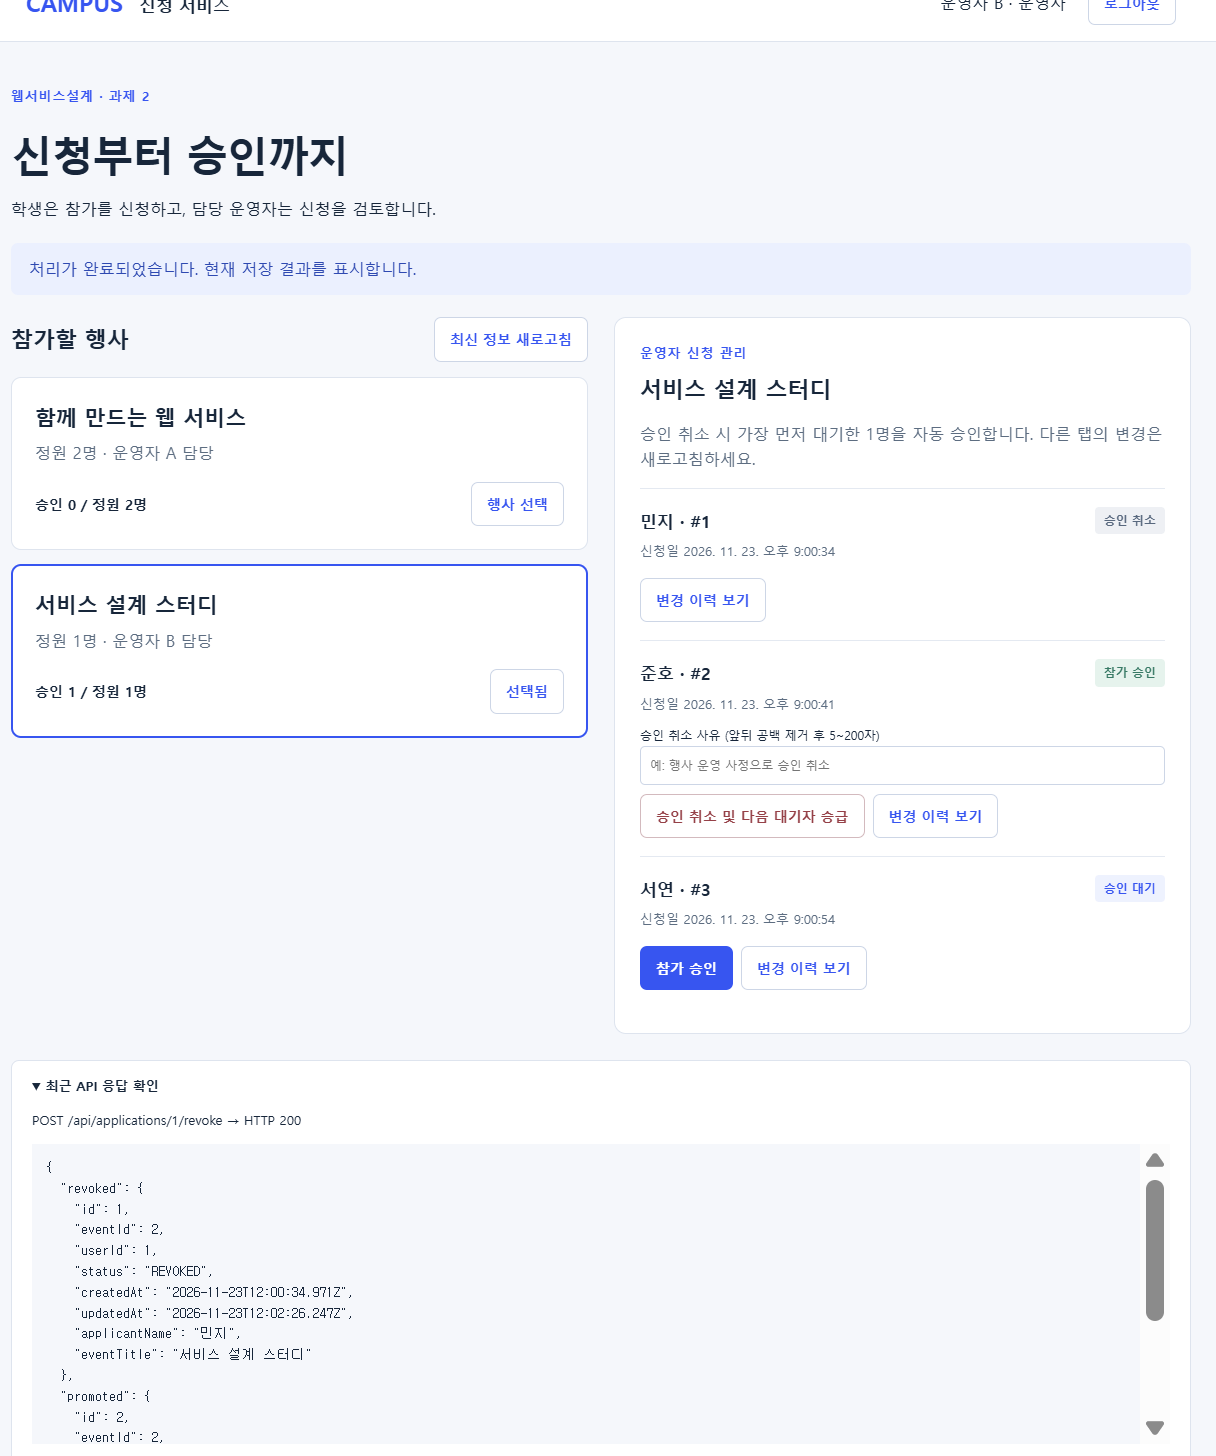 CAMPUS 신청 서비스
운영자 B · 운영자
로그아웃
웹서비스설계 · 과제 2
신청부터 승인까지
학생은 참가를 신청하고, 담당 운영자는 신청을 검토합니다.
처리가 완료되었습니다. 현재 저장 결과를 표시합니다.
참가할 행사
최신 정보 새로고침
함께 만드는 웹 서비스
정원 2명 · 운영자 A 담당
승인 0 / 정원 2명
행사 선택
서비스 설계 스터디
정원 1명 · 운영자 B 담당
승인 1 / 정원 1명
선택됨
운영자 신청 관리
서비스 설계 스터디
승인 취소 시 가장 먼저 대기한 1명을 자동 승인합니다. 다른 탭의 변경은
새로고침하세요.
민지 · #1
승인 취소
신청일 2026. 11. 23. 오후 9:00:34
변경 이력 보기
준호 · #2
참가 승인
신청일 2026. 11. 23. 오후 9:00:41
승인 취소 사유 (앞뒤 공백 제거 후 5~200자)
예: 행사 운영 사정으로 승인 취소
승인 취소 및 다음 대기자 승급
변경 이력 보기
서연 · #3
승인 대기
신청일 2026. 11. 23. 오후 9:00:54
참가 승인
변경 이력 보기
▼ 최근 API 응답 확인
POST /api/applications/1/revoke → HTTP 200
{
"revoked": {
"id": 1,
"eventId": 2,
"userId": 1,
"status": "REVOKED",
"createdAt": "2026-11-23T12:00:34.971Z",
"updatedAt": "2026-11-23T12:02:26.247Z",
"applicantName": "민지",
"eventTitle": "서비스 설계 스터디"
},
"promoted": {
"id": 2,
"eventId": 2,